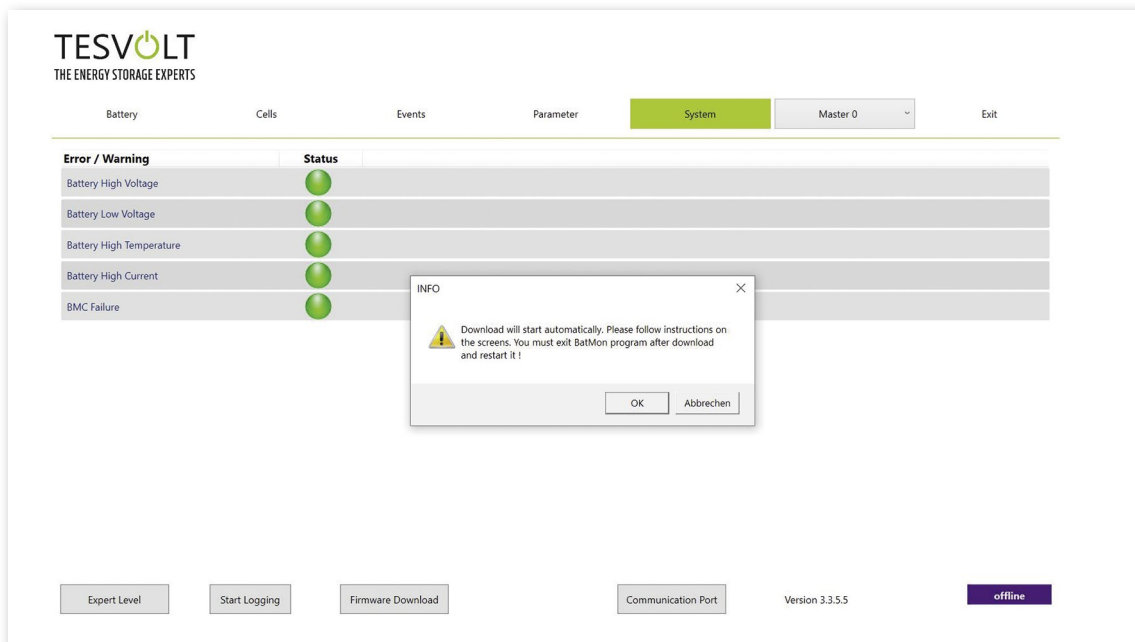 TESVOLT
THE ENERGY STORAGE EXPERTS
Battery Cells Events Parameter System Master 0 Exit
Error / Warning Status
Battery High Voltage
Battery Low Voltage
Battery High Temperature
Battery High Current
BMC Failure
INFO
Download will start automatically. Please follow instructions on
the screens. You must exit BatMon program after download
and restart it !
OK Abbrechen
Expert Level Start Logging Firmware Download Communication Port Version 3.3.5.5 offline